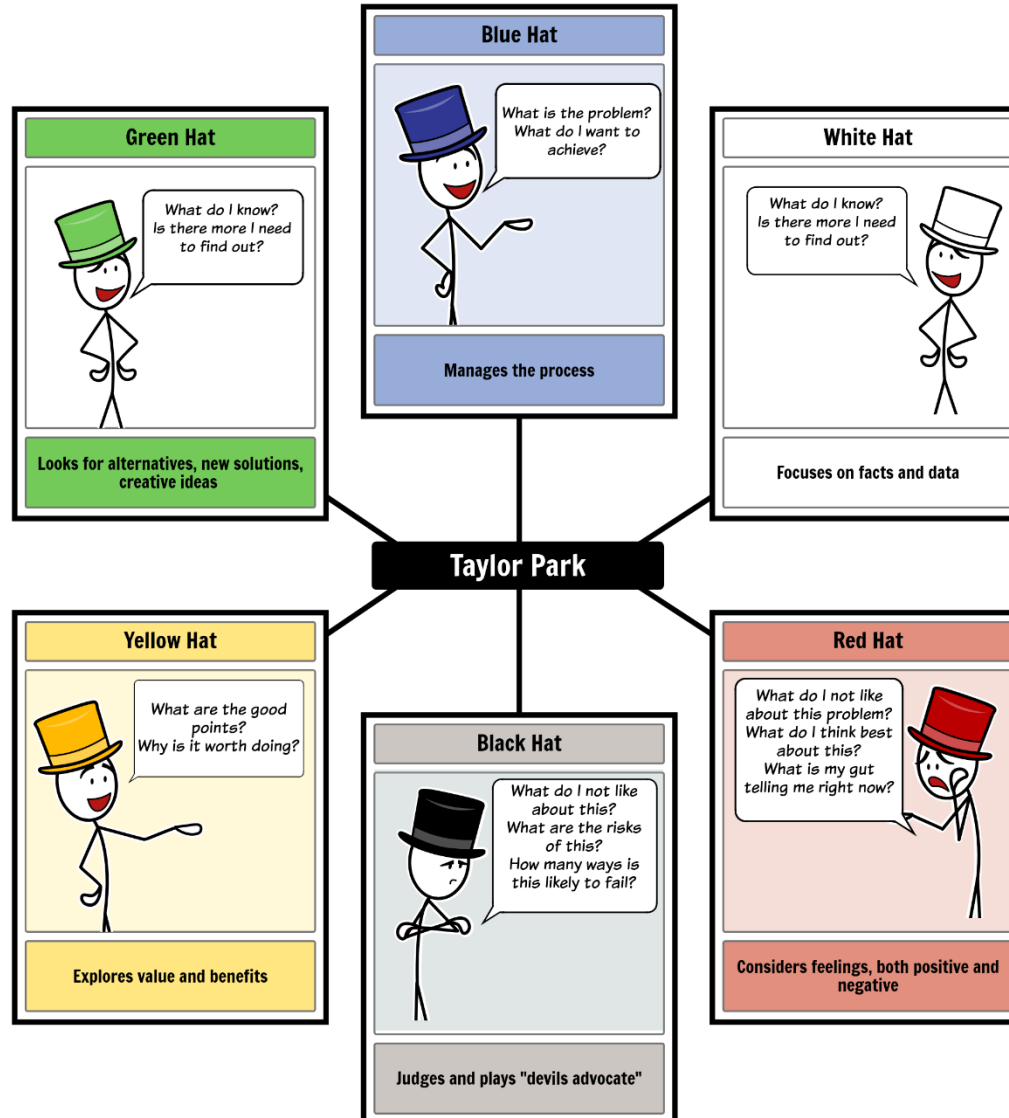 Blue Hat
What is the problem?
What do I want to
achieve?
Manages the process
Green Hat
What do I know?
Is there more I need
to find out?
Looks for alternatives, new solutions,
creative ideas
White Hat
What do I know?
Is there more I need
to find out?
Focuses on facts and data
Taylor Park
Yellow Hat
What are the good
points?
Why is it worth doing?
Explores value and benefits
Black Hat
What do I not like
about this?
What are the risks
of this?
How many ways is
this likely to fail?
Judges and plays "devils advocate"
Red Hat
What do I not like
about this problem?
What do I think best
about this?
What is my gut
telling me right now?
Considers feelings, both positive and
negative